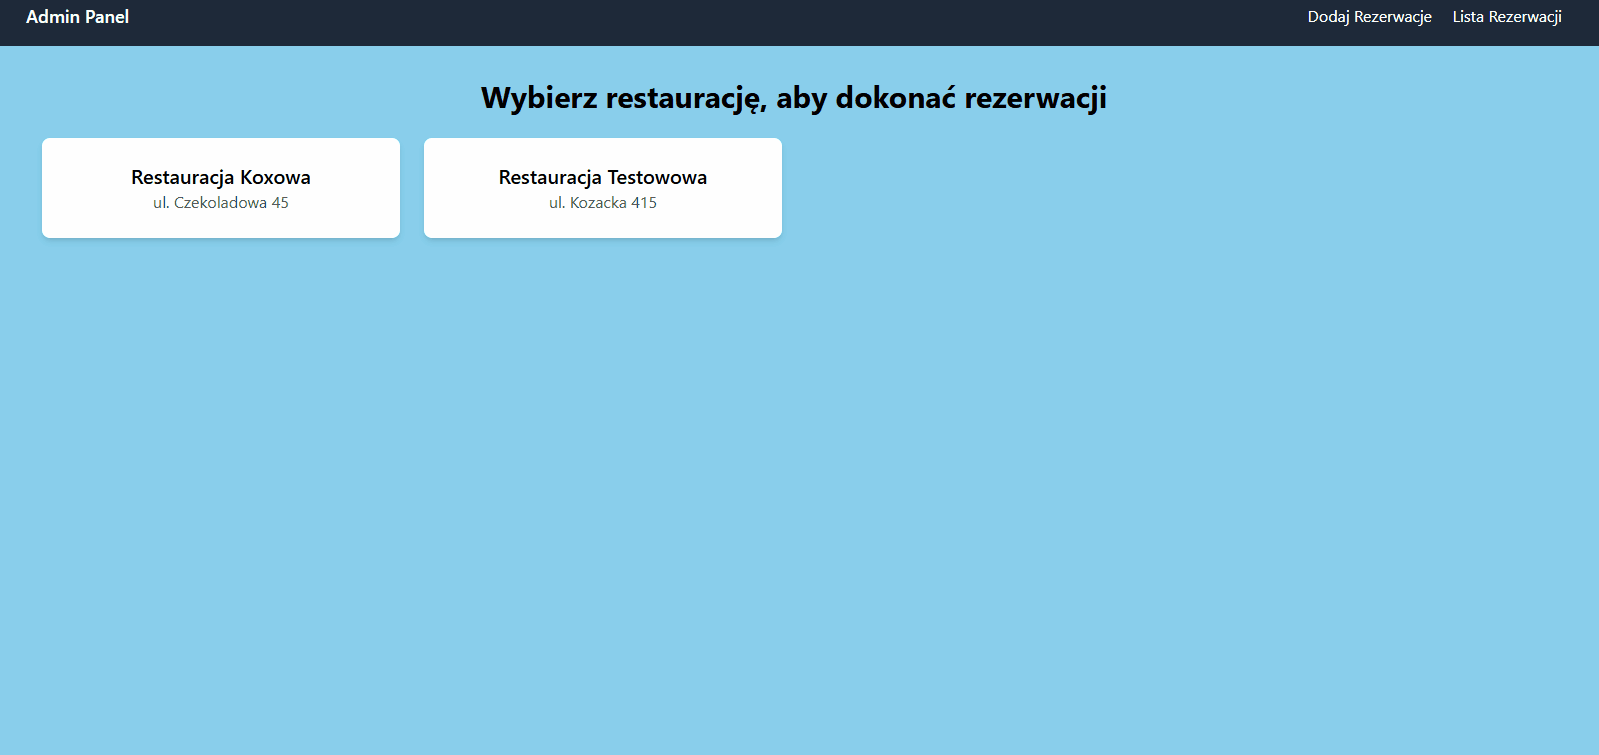 Admin Panel
Dodaj Rezerwacje
Lista Rezerwacji
Wybierz restaurację, aby dokonać rezerwacji
Restauracja Koxowa
ul. Czekoladowa 45
Restauracja Testowowa
ul. Kozacka 415